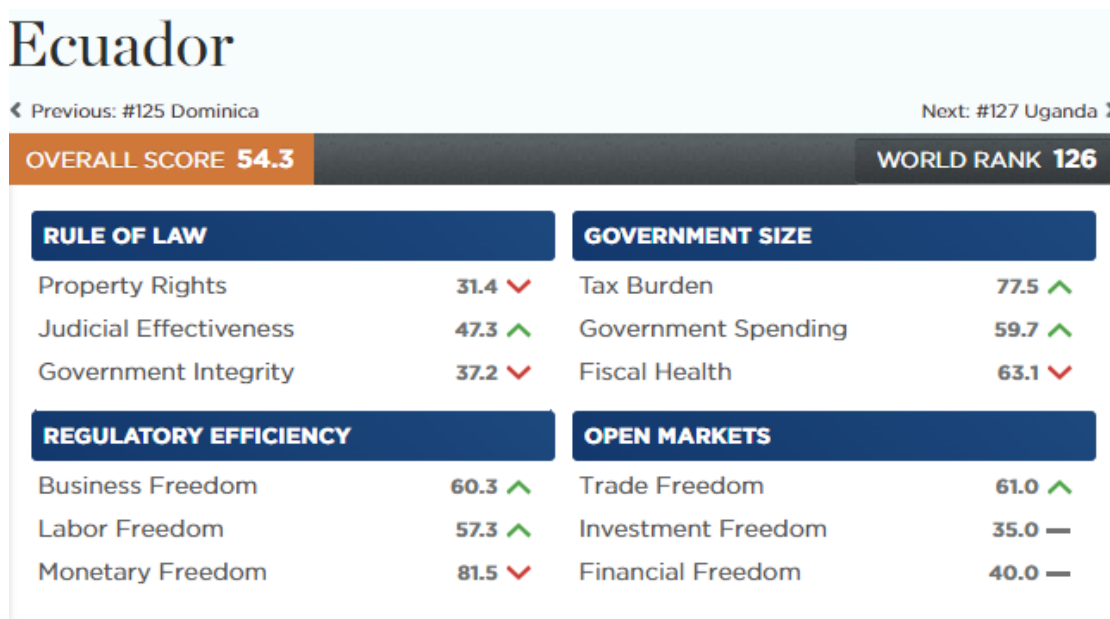 Ecuador
Previous: #125 Dominica
Next: #127 Uganda
OVERALL SCORE 54.3
WORLD RANK 126
RULE OF LAW
Property Rights 31.4
Judicial Effectiveness 47.3
Government Integrity 37.2
GOVERNMENT SIZE
Tax Burden 77.5
Government Spending 59.7
Fiscal Health 63.1
REGULATORY EFFICIENCY
Business Freedom 60.3
Labor Freedom 57.3
Monetary Freedom 81.5
OPEN MARKETS
Trade Freedom 61.0
Investment Freedom 35.0
Financial Freedom 40.0